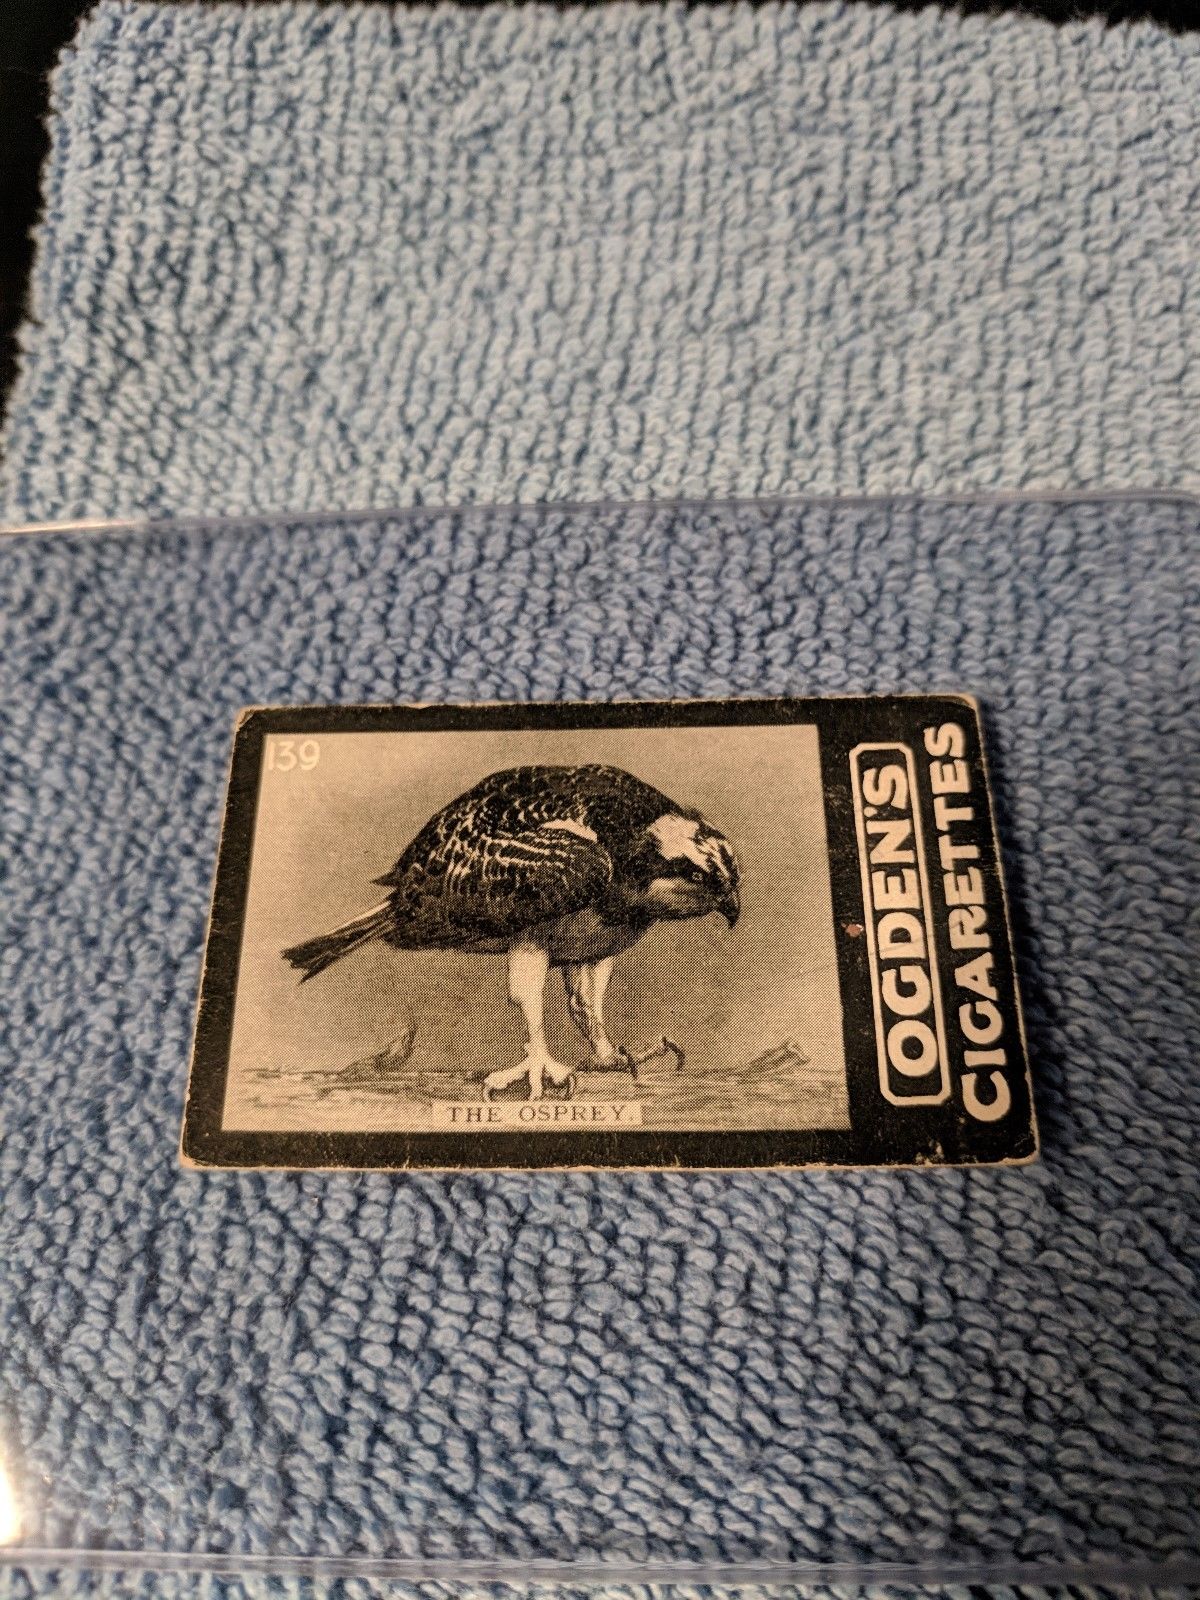 139
THE OSPREY.
OGDEN'S
CIGARETTES